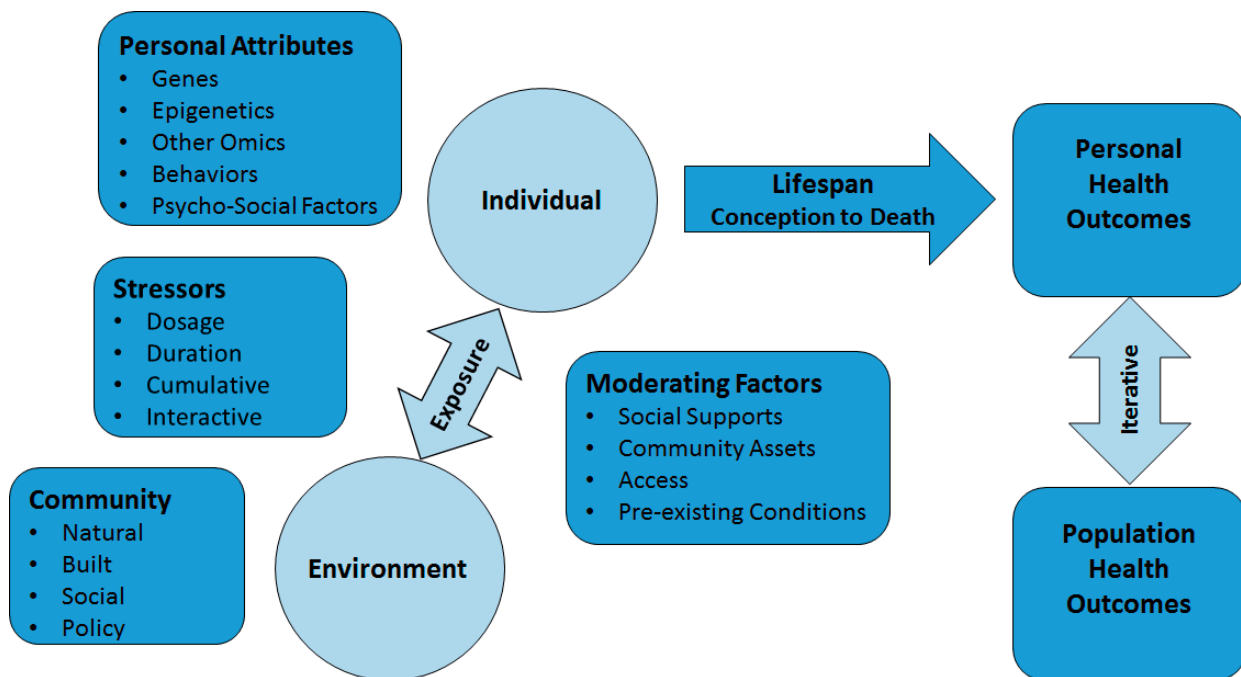 Personal Attributes
• Genes
• Epigenetics
• Other Omics
• Behaviors
• Psycho-Social Factors
Individual
Lifespan
Conception to Death
Personal
Health
Outcomes
Stressors
• Dosage
• Duration
• Cumulative
• Interactive
Exposure
Moderating Factors
• Social Supports
• Community Assets
• Access
• Pre-existing Conditions
Iterative
Community
• Natural
• Built
• Social
• Policy
Environment
Population
Health
Outcomes